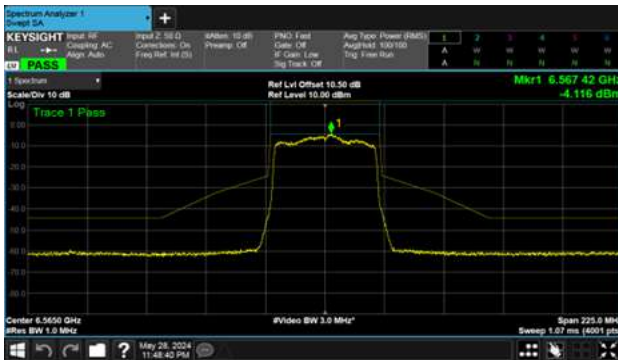 Spectrum Analyzer 1
Swept SA
+
KEYSIGHT Input: RF Input Z: 50 Ω #Atten: 10 dB PNO: Fast Avg Type: Power (RMS) 1 2 3 4 5 6
RL Coupling: AC Corrections: On Preamp: Off Gate: Off Avg|Hold: 100/100 A W W W W W
Align: Auto Freq Ref: Int (S) IF Gain: Low Trig: Free Run
Sig Track: Off A N N N N N
PASS
1 Spectrum
Scale/Div 10 dB
Ref Lvl Offset 10.50 dB
Ref Level 10.00 dBm
Mkr1 6.567 42 GH
-4.116 dBm
Log
Trace 1 Pass
1
0.00
Center 6.5650 GHz
#Video BW 3.0 MHz*
Span 225.0 MH
#Res BW 1.0 MHz
Sweep 1.07 ms (4001 pts
?
May 28, 2024
11:48:40 PM